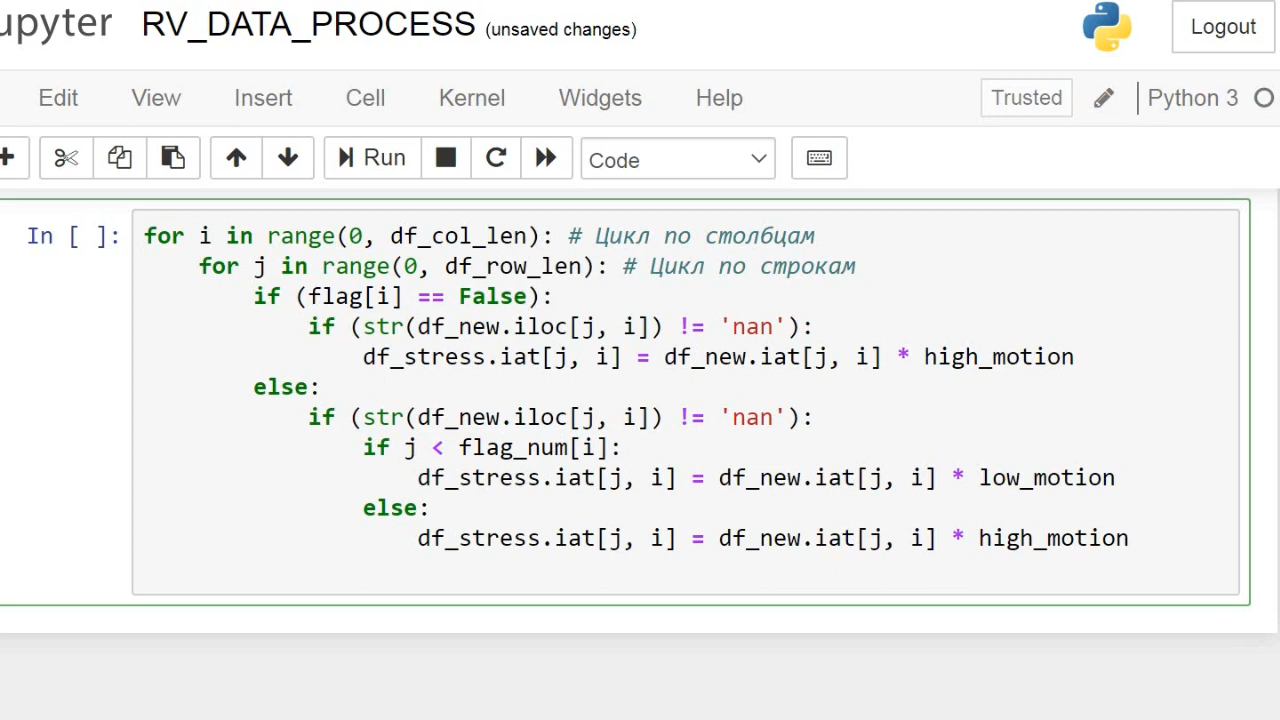 upyter RV_DATA_PROCESS (unsaved changes) Logout
Edit View Insert Cell Kernel Widgets Help Trusted Python 3
Run Code
In [ ]: for i in range(0, df_col_len): # Цикл по столбцам
for j in range(0, df_row_len): # Цикл по строкам
if (flag[i] == False):
if (str(df_new.iloc[j, i]) != 'nan'):
df_stress.iat[j, i] = df_new.iat[j, i] * high_motion
else:
if (str(df_new.iloc[j, i]) != 'nan'):
if j < flag_num[i]:
df_stress.iat[j, i] = df_new.iat[j, i] * low_motion
else:
df_stress.iat[j, i] = df_new.iat[j, i] * high_motion